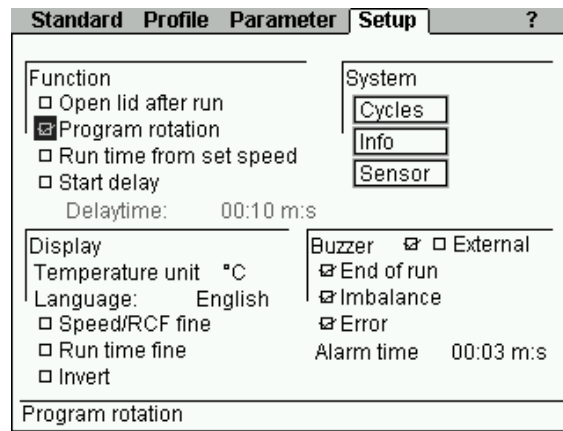 Standard Profile Parameter Setup ?
Function
Open lid after run
Program rotation
Run time from set speed
Start delay
Delaytime: 00:10 m:s
System
Cycles
Info
Sensor
Display
Temperature unit °C
Language: English
Speed/RCF fine
Run time fine
Invert
Buzzer External
End of run
Imbalance
Error
Alarm time 00:03 m:s
Program rotation